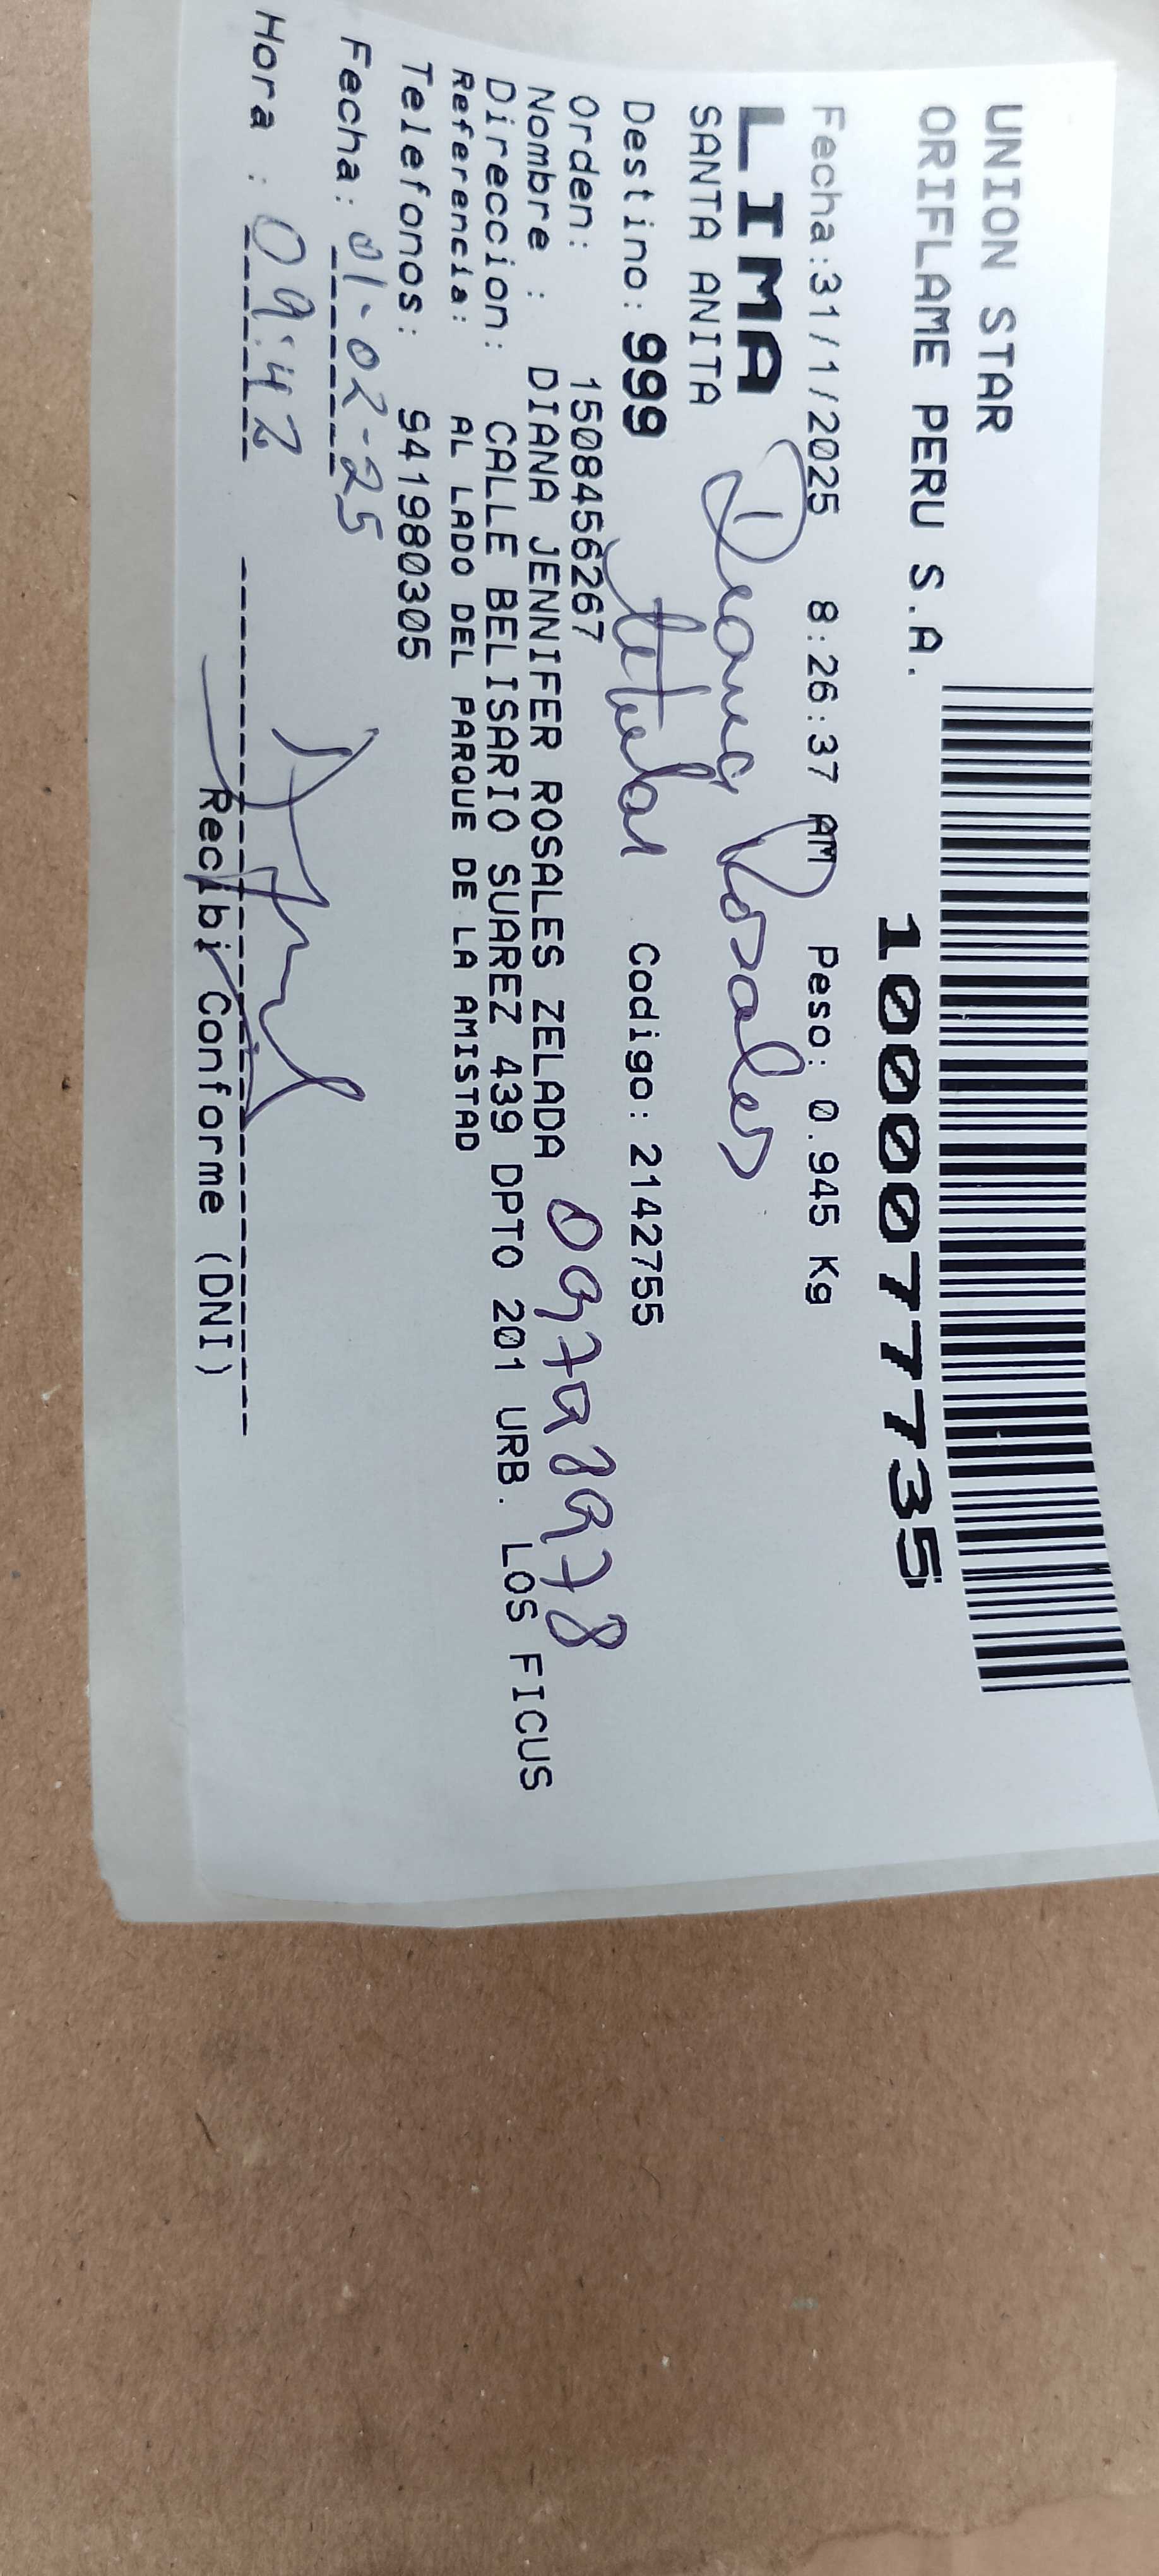 UNION STAR
ORIFLAME PERU S.A.
1000077735
Fecha:31/1/2025 8:26:37 AM Peso: 0.945 Kg
LIMA
SANTA ANITA
Diana Rosales
Destino: 999 titular Codigo: 2142755
Orden: 1508456267
Nombre : DIANA JENNIFER ROSALES ZELADA
Direccion: CALLE BELISARIO SUAREZ 439 DPTO 201 URB. LOS FICUS
Referencia: AL LADO DEL PARQUE DE LA AMISTAD
Telefonos: 941980305
Fecha: 01-02-25
Hora : 09:42
Recibi Conforme (DNI)